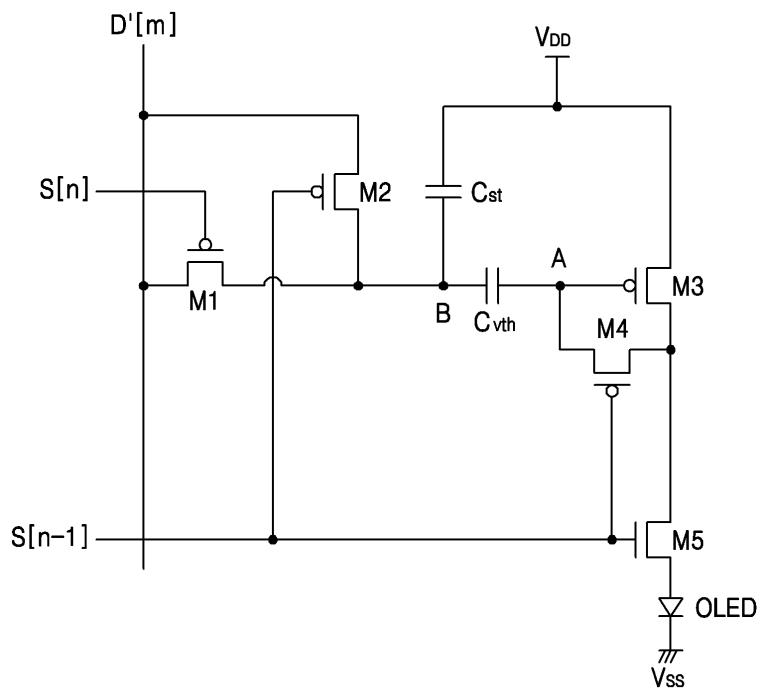 D'[m]
VDD
S[n]
M2
Cst
A
M1
B
Cvth
M3
M4
S[n-1]
M5
OLED
Vss